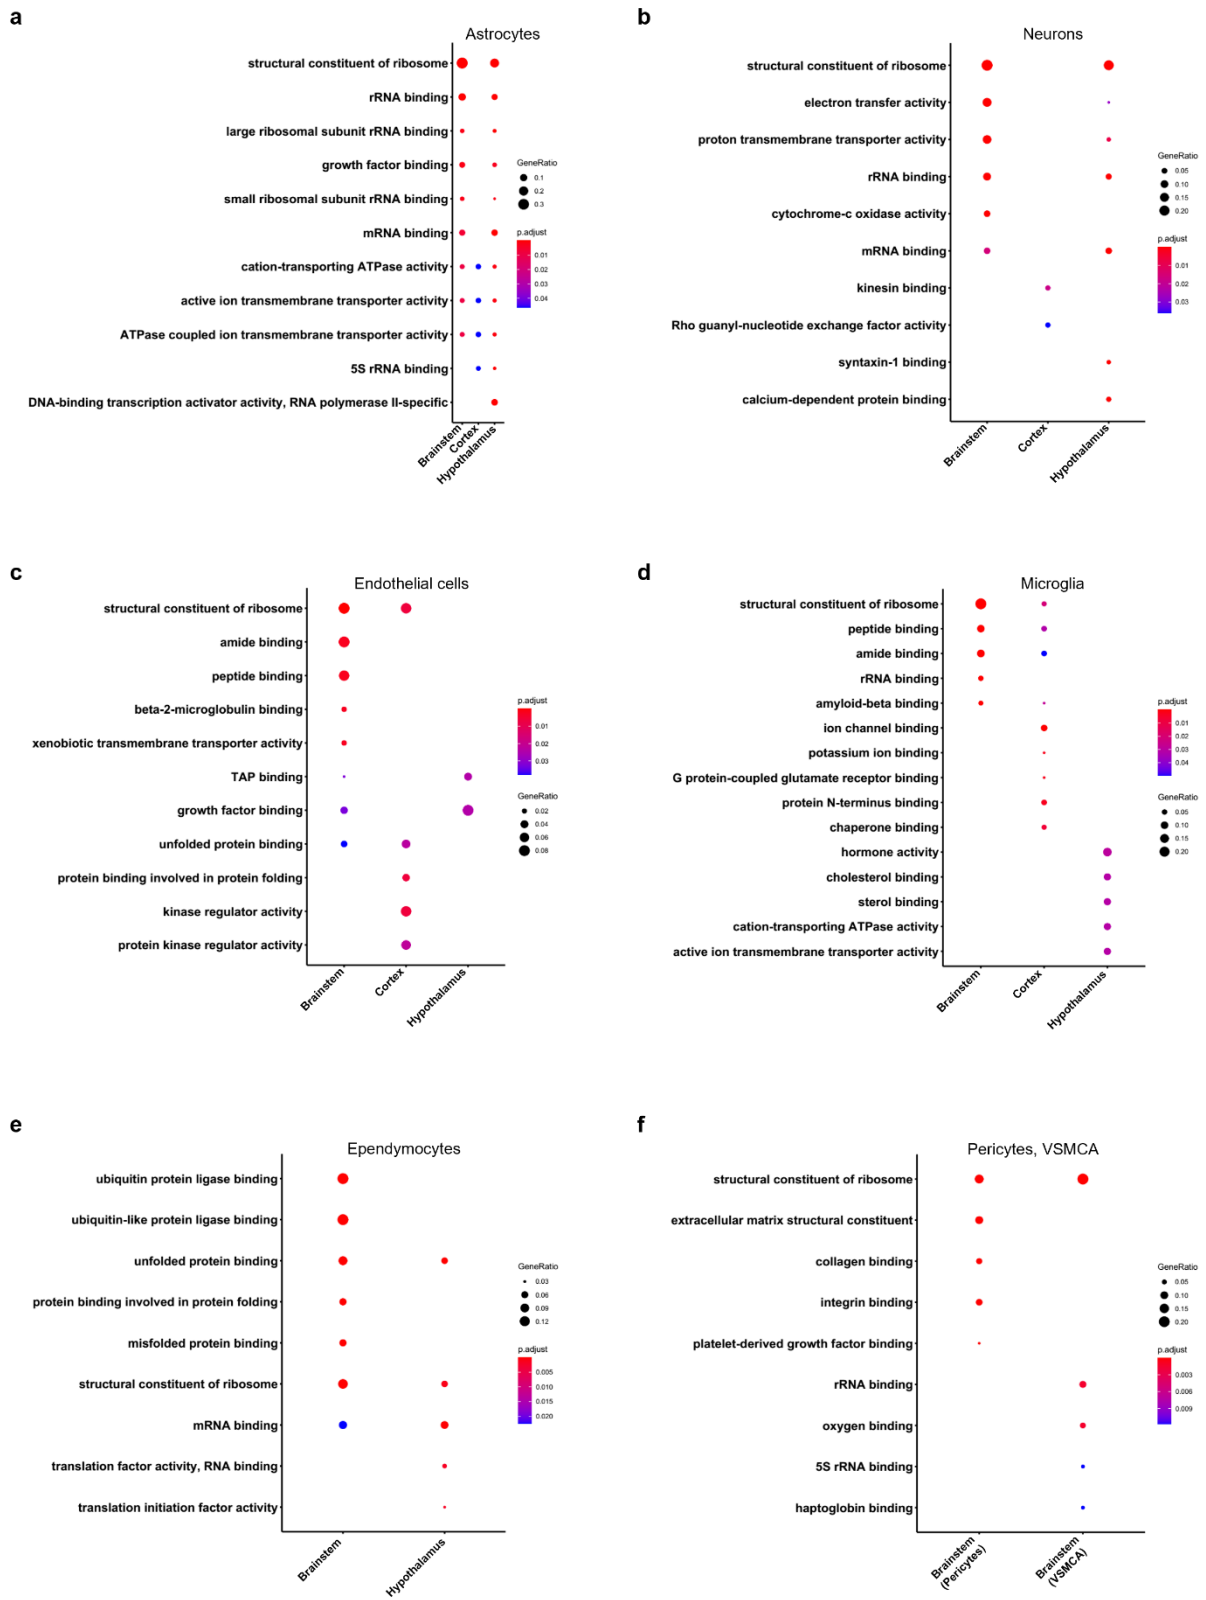 a
Astrocytes
structural constituent of ribosome
rRNA binding
large ribosomal subunit rRNA binding
growth factor binding
small ribosomal subunit rRNA binding
mRNA binding
cation-transporting ATPase activity
active ion transmembrane transporter activity
ATPase coupled ion transmembrane transporter activity
5S rRNA binding
DNA-binding transcription activator activity, RNA polymerase II-specific
Brainstem
Cortex
Hypothalamus
GeneRatio
0.1
0.2
0.3
p.adjust
0.01
0.02
0.03
0.04
b
Neurons
structural constituent of ribosome
electron transfer activity
proton transmembrane transporter activity
rRNA binding
cytochrome-c oxidase activity
mRNA binding
kinesin binding
Rho guanyl-nucleotide exchange factor activity
syntaxin-1 binding
calcium-dependent protein binding
Brainstem
Cortex
Hypothalamus
GeneRatio
0.05
0.10
0.15
0.20
p.adjust
0.01
0.02
0.03
c
Endothelial cells
structural constituent of ribosome
amide binding
peptide binding
beta-2-microglobulin binding
xenobiotic transmembrane transporter activity
TAP binding
growth factor binding
unfolded protein binding
protein binding involved in protein folding
kinase regulator activity
protein kinase regulator activity
Brainstem
Cortex
Hypothalamus
p.adjust
0.01
0.02
0.03
GeneRatio
0.02
0.04
0.06
0.08
d
Microglia
structural constituent of ribosome
peptide binding
amide binding
rRNA binding
amyloid-beta binding
ion channel binding
potassium ion binding
G protein-coupled glutamate receptor binding
protein N-terminus binding
chaperone binding
hormone activity
cholesterol binding
sterol binding
cation-transporting ATPase activity
active ion transmembrane transporter activity
Brainstem
Cortex
Hypothalamus
p.adjust
0.01
0.02
0.03
0.04
GeneRatio
0.05
0.10
0.15
0.20
e
Ependymocytes
ubiquitin protein ligase binding
ubiquitin-like protein ligase binding
unfolded protein binding
protein binding involved in protein folding
misfolded protein binding
structural constituent of ribosome
mRNA binding
translation factor activity, RNA binding
translation initiation factor activity
Brainstem
Hypothalamus
GeneRatio
0.03
0.06
0.09
0.12
p.adjust
0.005
0.010
0.015
0.020
f
Pericytes, VSMCA
structural constituent of ribosome
extracellular matrix structural constituent
collagen binding
integrin binding
platelet-derived growth factor binding
rRNA binding
oxygen binding
5S rRNA binding
haptoglobin binding
Brainstem
(Pericytes)
Brainstem
(VSMCA)
GeneRatio
0.05
0.10
0.15
0.20
p.adjust
0.003
0.006
0.009